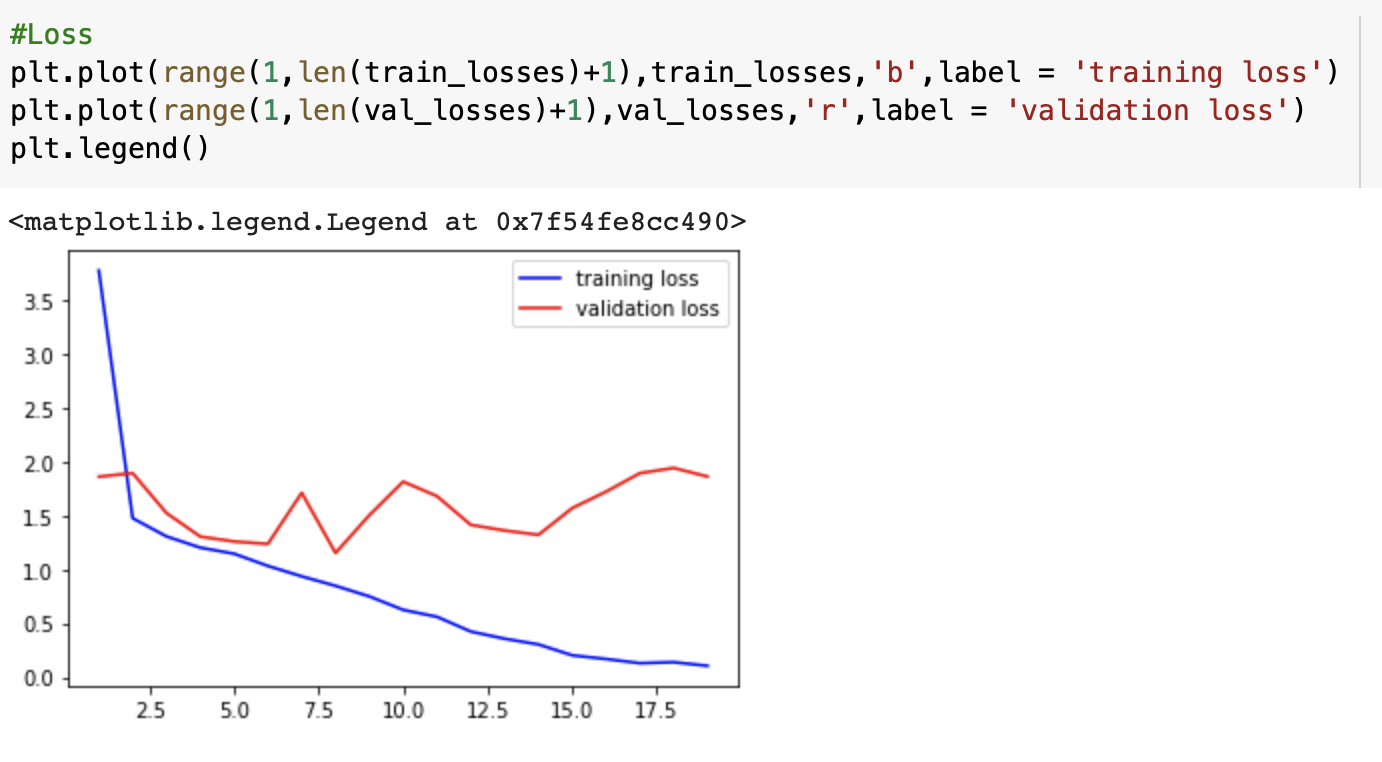 #Loss
plt.plot(range(1,len(train_losses)+1),train_losses,'b',label = 'training loss')
plt.plot(range(1,len(val_losses)+1),val_losses,'r',label = 'validation loss')
plt.legend()
<matplotlib.legend.Legend at 0x7f54fe8cc490>
training loss
validation loss
3.5
3.0
2.5
2.0
1.5
1.0
0.5
0.0
2.5 5.0 7.5 10.0 12.5 15.0 17.5